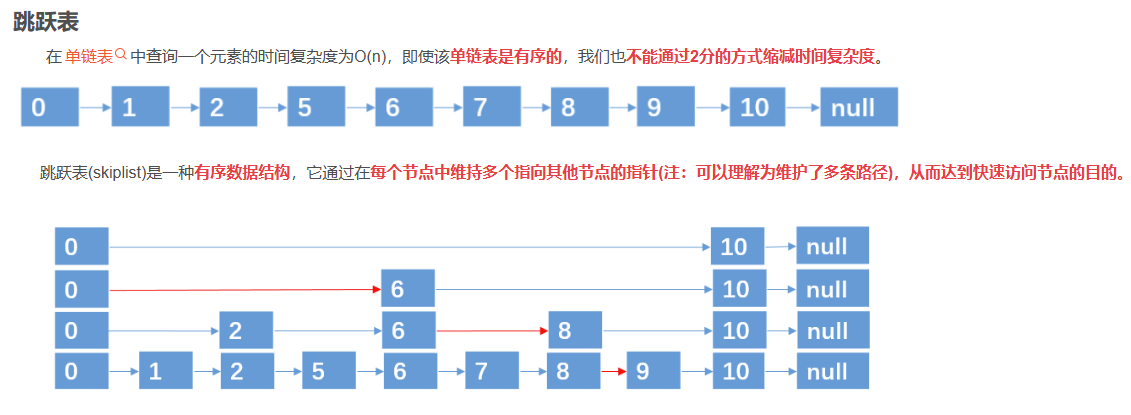 跳跃表
在 单链表 中查询一个元素的时间复杂度为O(n)，即使该单链表是有序的，我们也不能通过2分的方式缩减时间复杂度。
0 1 2 5 6 7 8 9 10 null
跳跃表(skiplist)是一种有序数据结构，它通过在每个节点中维持多个指向其他节点的指针(注：可以理解为维护了多条路径)，从而达到快速访问节点的目的。
0 10 null
0 6 10 null
0 2 6 8 10 null
0 1 2 5 6 7 8 9 10 null